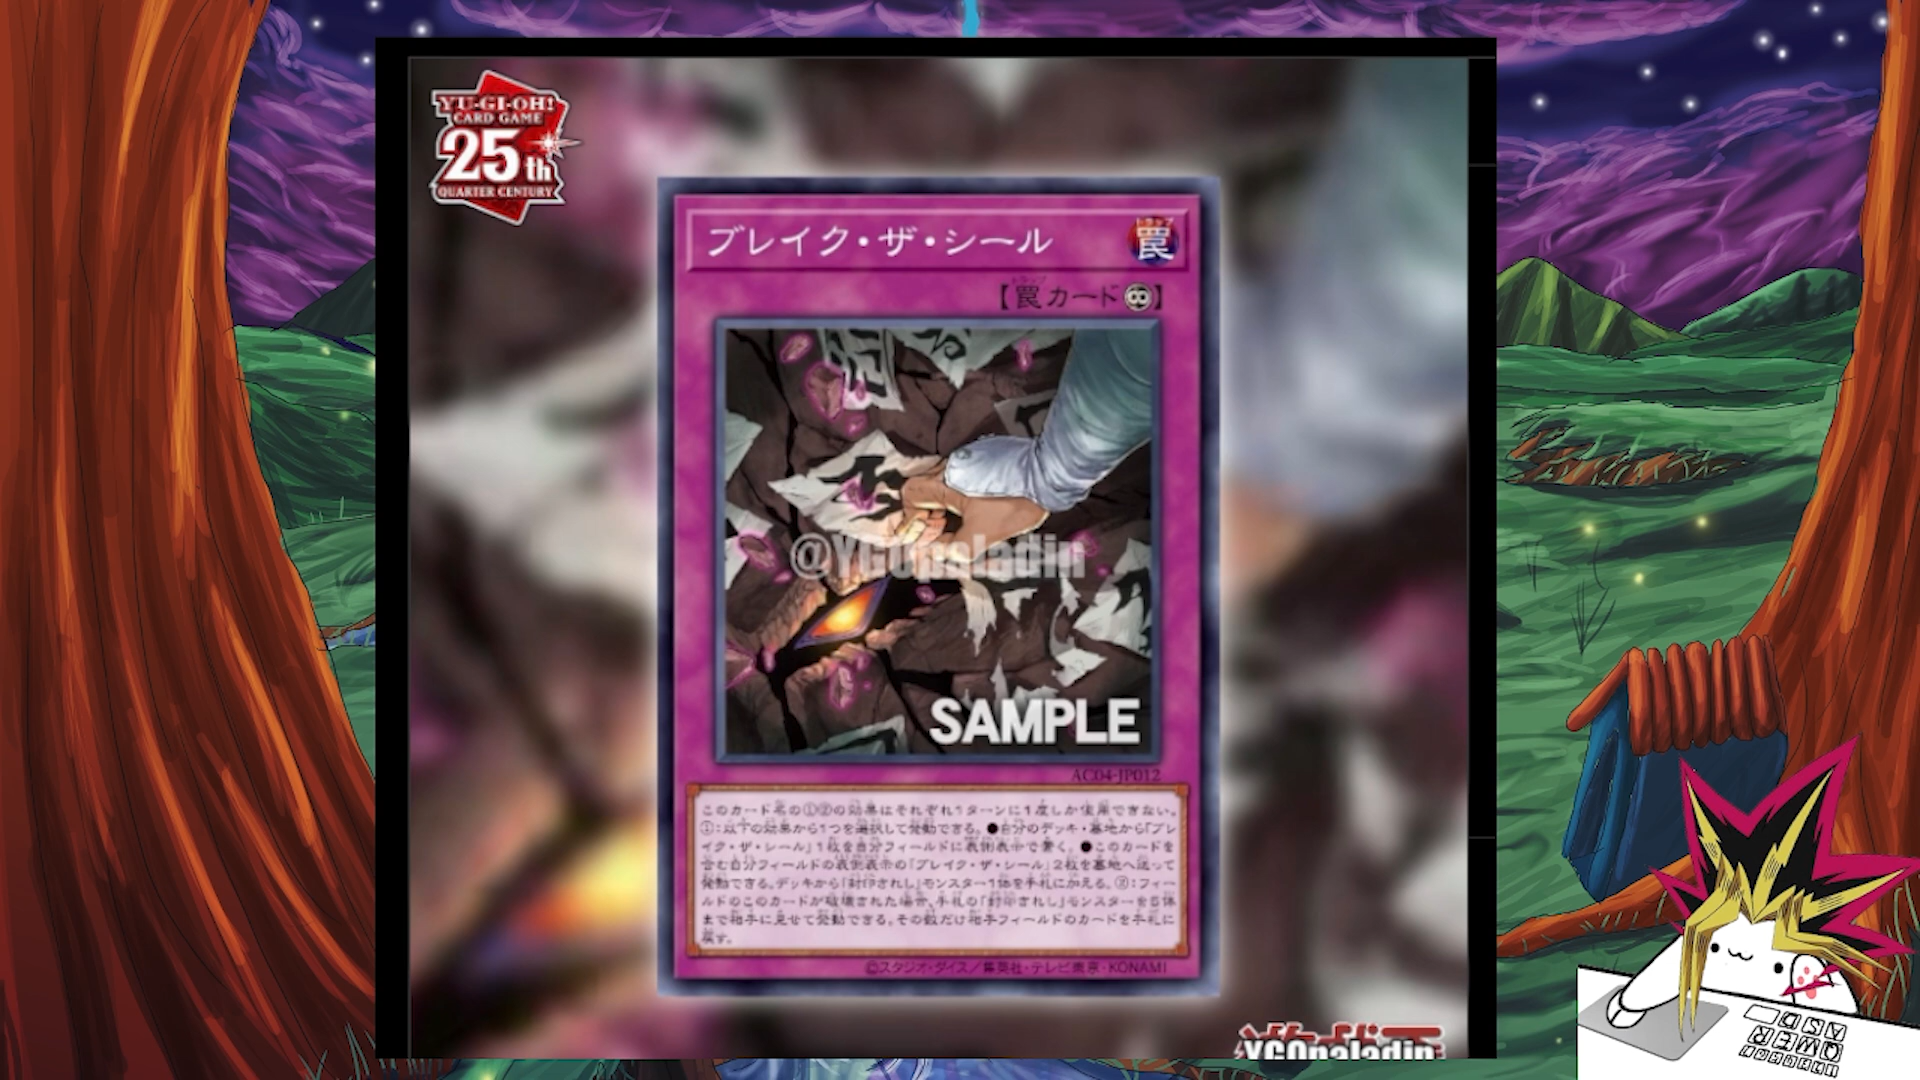 YU-GI-OH!
CARD GAME
25th
QUARTER CENTURY
ブレイク・ザ・シール
罠
【罠カード】
@YGOpaladin
SAMPLE
AC04-JP012
このカード名の①②の効果はそれぞれ1ターンに1度しか使用できない。
①:以下の効果から1つを選択して発動できる。●自分のデッキ・墓地から「ブレ
イク・ザ・シール」1枚を自分フィールドに表側表示で置く。●このカードを
含む自分フィールドの表側表示の「ブレイク・ザ・シール」2枚を墓地へ送って
発動できる。デッキから「封印されし」モンスター1体を手札に加える。②:フィー
ルドのこのカードが破壊された場合、手札の「封印されし」モンスターを5体
まで相手に見せて発動できる。その数だけ相手フィールドのカードを手札に
戻す。
©スタジオ・ダイス/集英社・テレビ東京・KONAMI
YGOpaladin